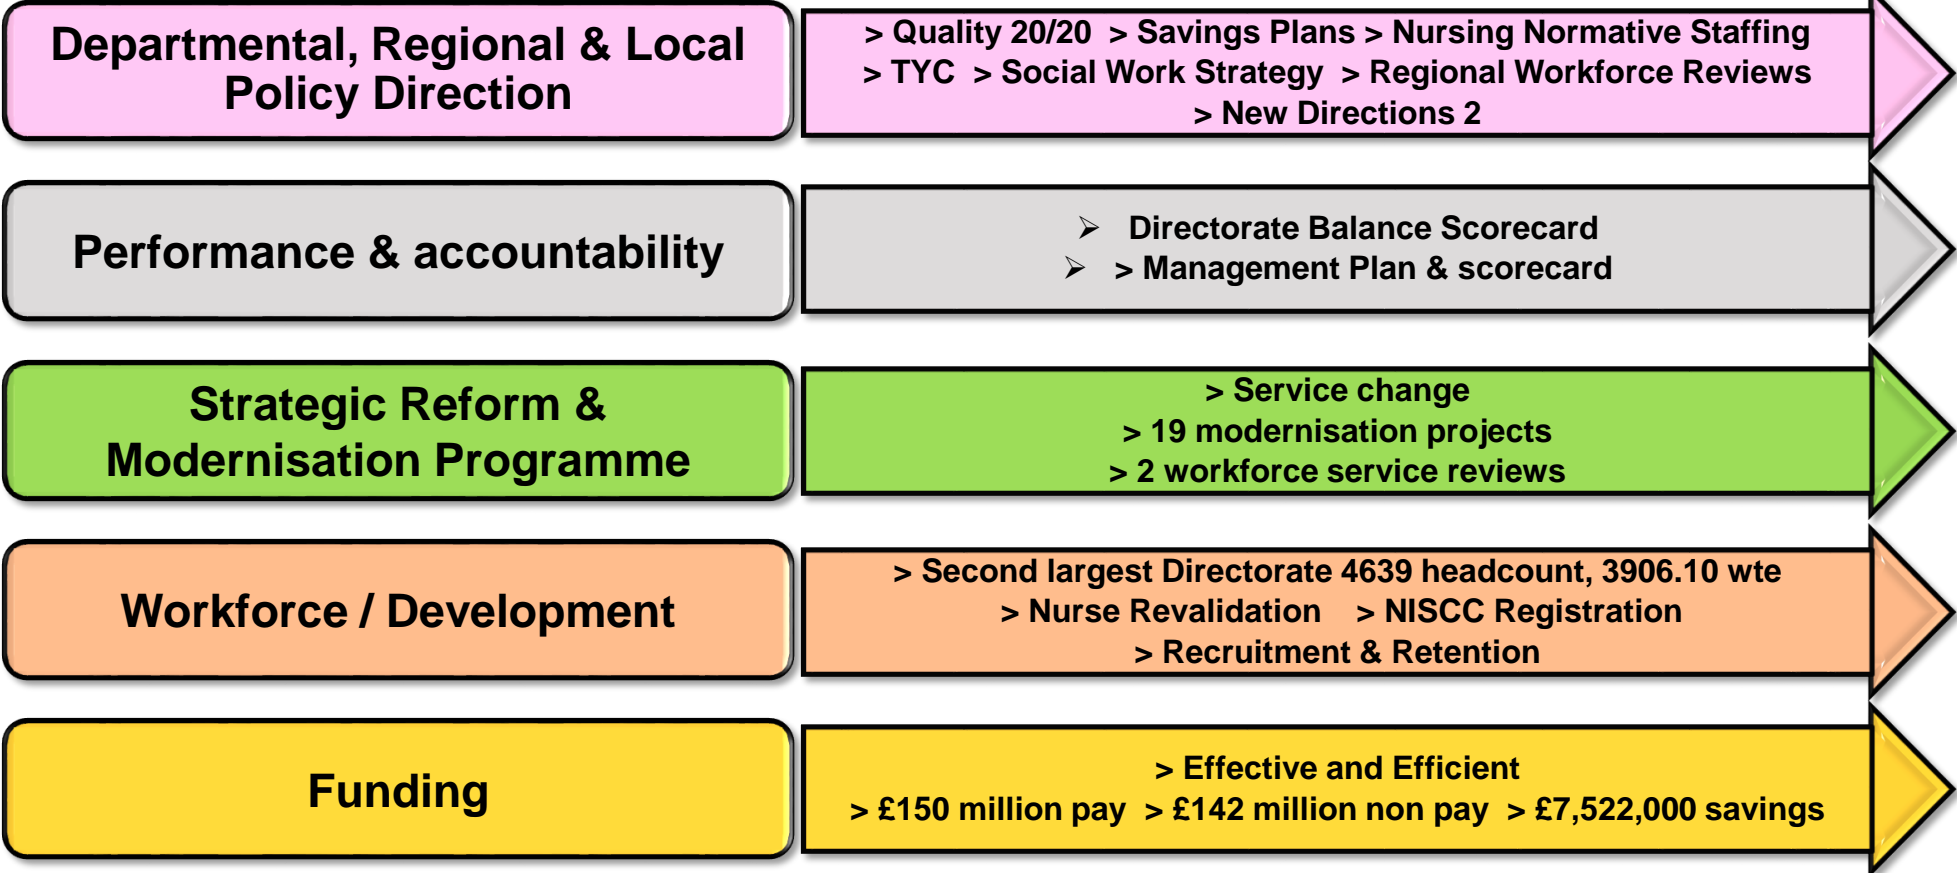 Departmental, Regional & Local
Policy Direction
> Quality 20/20 > Savings Plans > Nursing Normative Staffing
> TYC > Social Work Strategy > Regional Workforce Reviews
> New Directions 2
Performance & accountability
➢ Directorate Balance Scorecard
➢ > Management Plan & scorecard
Strategic Reform &
Modernisation Programme
> Service change
> 19 modernisation projects
> 2 workforce service reviews
Workforce / Development
> Second largest Directorate 4639 headcount, 3906.10 wte
> Nurse Revalidation > NISCC Registration
> Recruitment & Retention
Funding
> Effective and Efficient
> £150 million pay > £142 million non pay > £7,522,000 savings